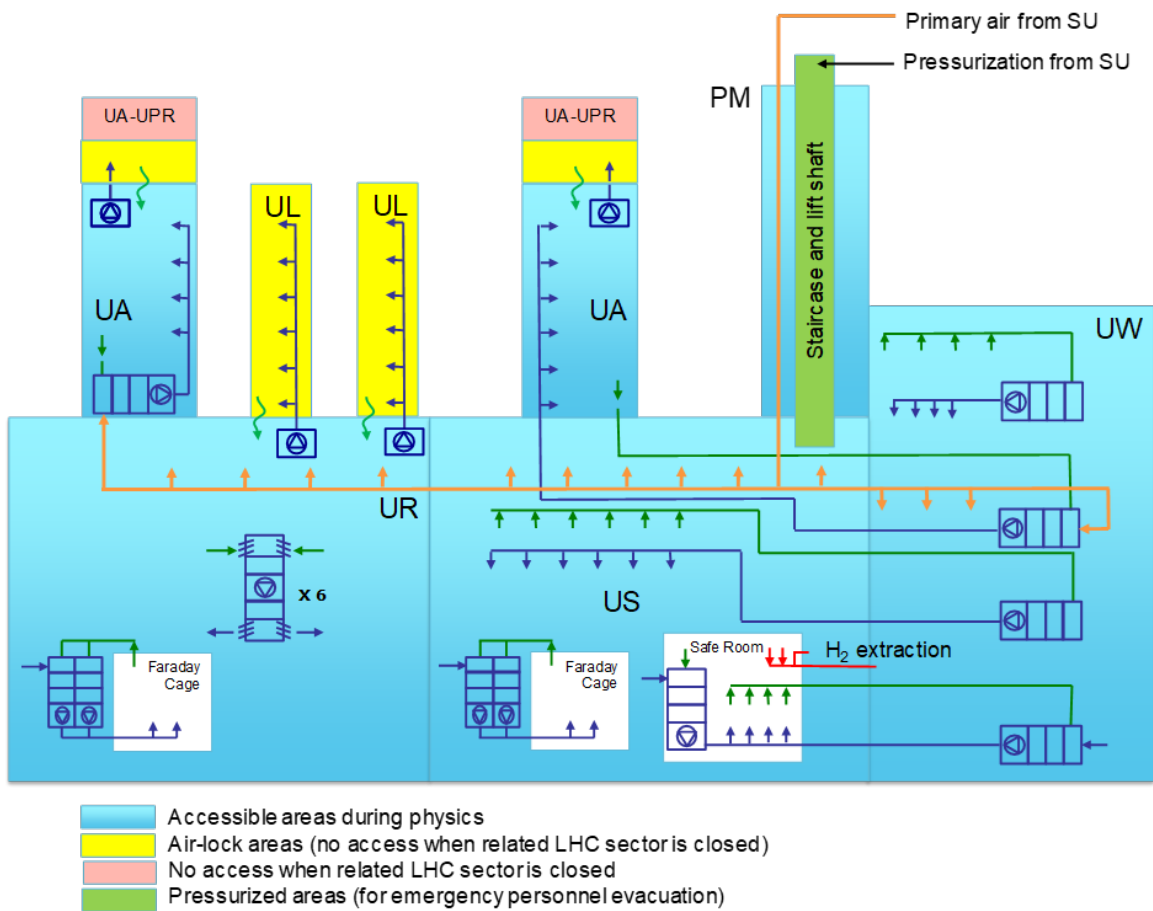 Primary air from SU
Pressurization from SU
PM
UA-UPR
UA-UPR
Staircase and lift shaft
UL
UL
UA
UA
UW
UR
X 6
US
Faraday
Cage
Faraday
Cage
Safe Room
H₂ extraction
Accessible areas during physics
Air-lock areas (no access when related LHC sector is closed)
No access when related LHC sector is closed
Pressurized areas (for emergency personnel evacuation)